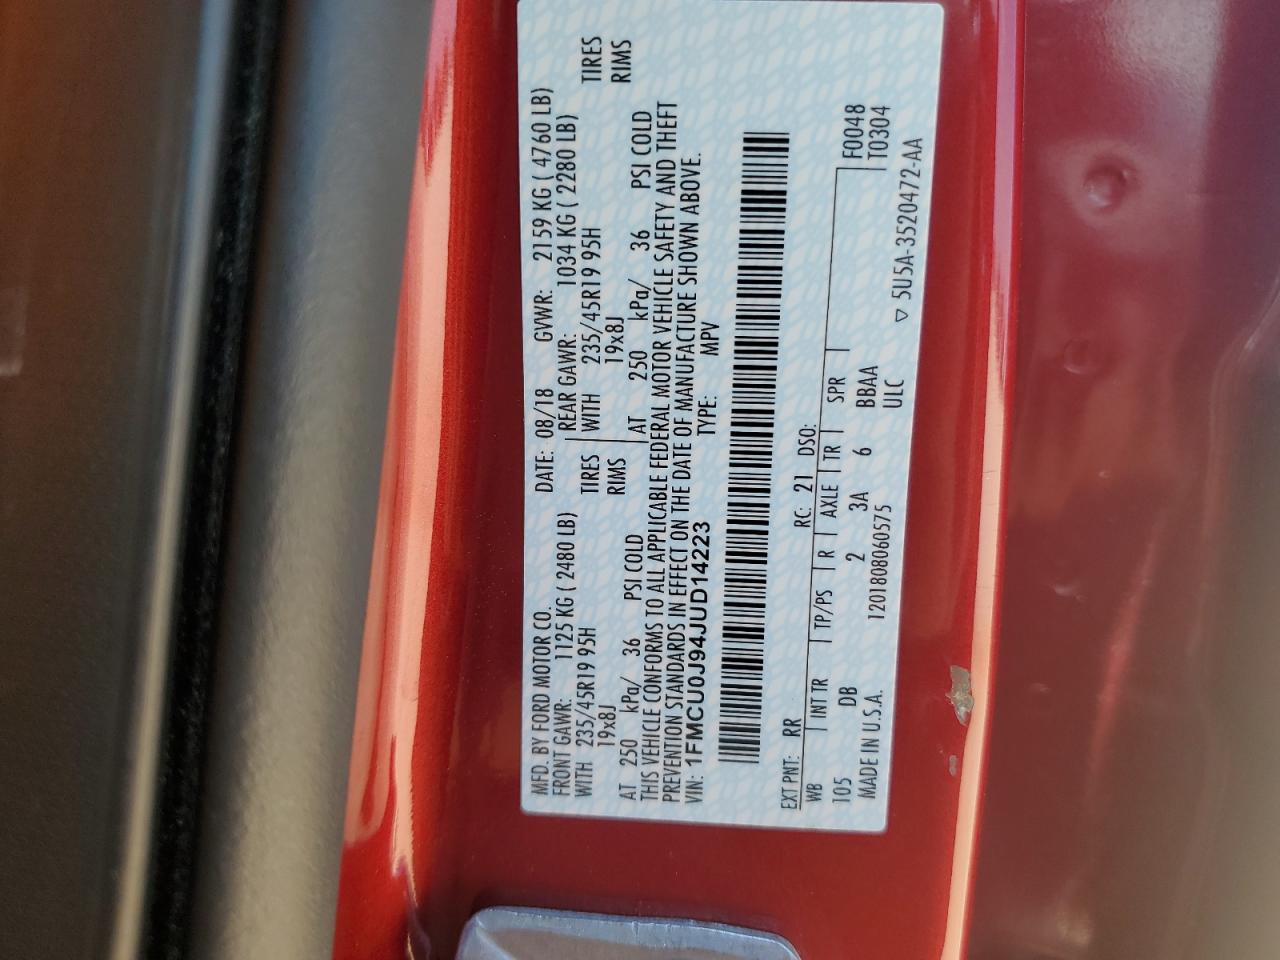 MFD. BY FORD MOTOR CO. DATE: 08/18 GVWR: 2159 KG ( 4760 LB)
FRONT GAWR: 1125 KG ( 2480 LB) REAR GAWR: 1034 KG ( 2280 LB)
WITH 235/45R19 95H TIRES WITH 235/45R19 95H TIRES
19x8J RIMS 19x8J RIMS
AT 250 kPa/ 36 PSI COLD AT 250 kPa/ 36 PSI COLD
THIS VEHICLE CONFORMS TO ALL APPLICABLE FEDERAL MOTOR VEHICLE SAFETY AND THEFT
PREVENTION STANDARDS IN EFFECT ON THE DATE OF MANUFACTURE SHOWN ABOVE.
VIN: 1FMCU0J94JUD14223 TYPE: MPV
EXT PNT: RR RC: 21 DSO:
WB INT TR TP/PS R AXLE TR SPR F0048
105 DB 2 3A 6 BBAA T0304
MADE IN U.S.A. 1201808060575 ULC
▽ 5U5A-3520472-AA